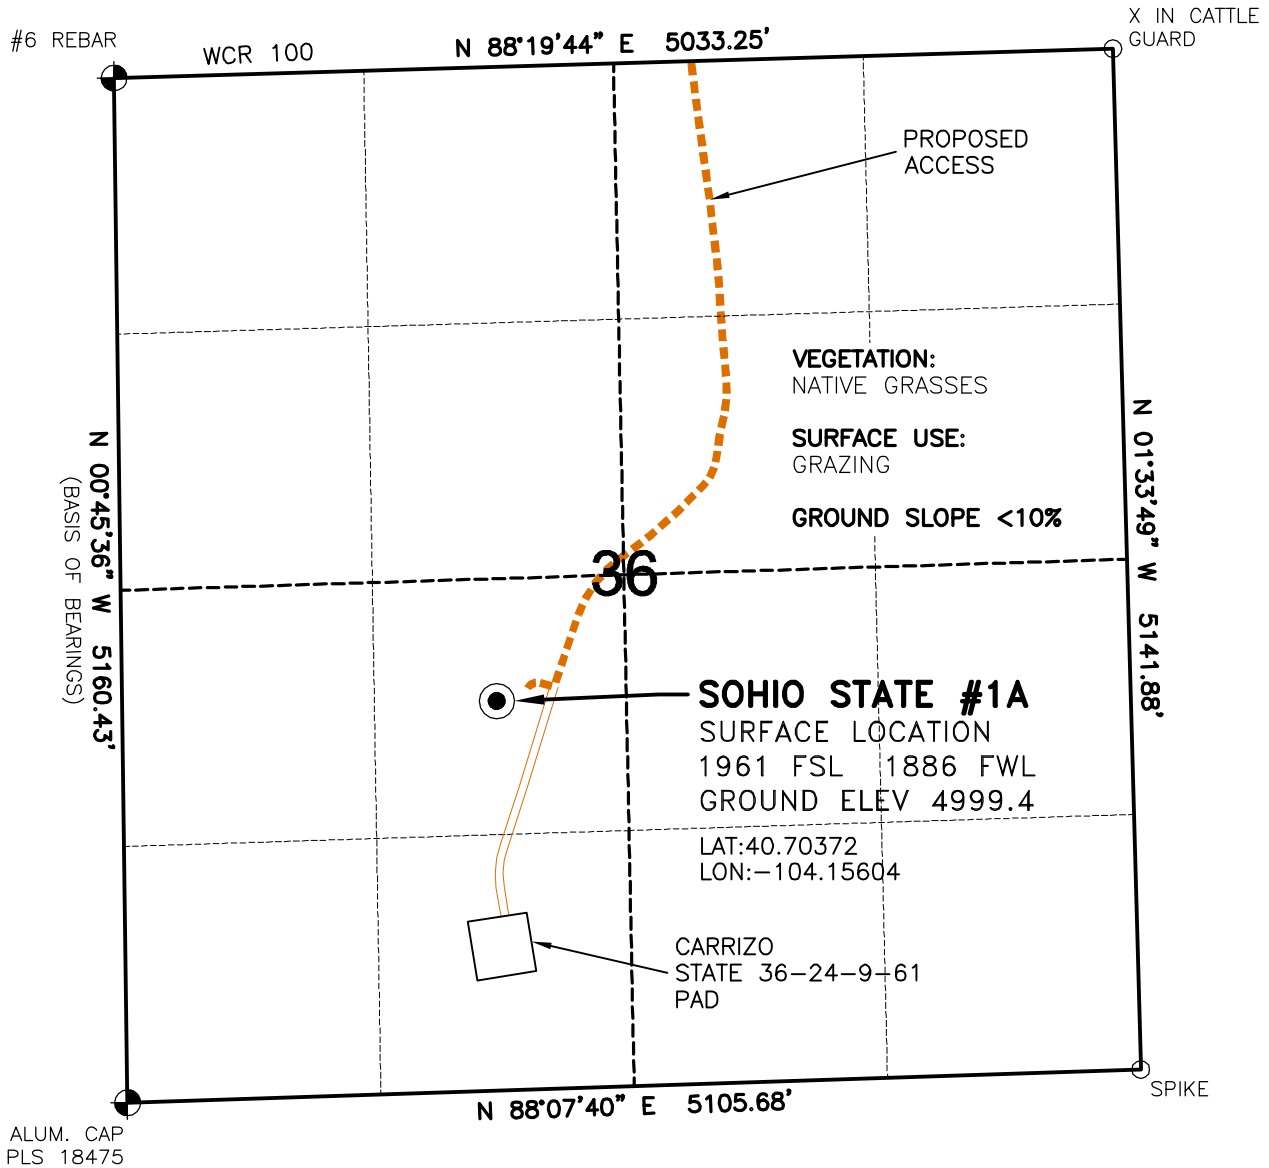 X IN CATTLE
GUARD
#6 REBAR
WCR 100
N 88°19'44" E 5033.25'
PROPOSED
ACCESS
VEGETATION:
NATIVE GRASSES
SURFACE USE:
GRAZING
GROUND SLOPE <10%
N 00°45'36" W 5160.43'
(BASIS OF BEARINGS)
N 01°33'49" W 5141.88'
36
SOHIO STATE #1A
SURFACE LOCATION
1961 FSL 1886 FWL
GROUND ELEV 4999.4
LAT:40.70372
LON:-104.15604
CARRIZO
STATE 36-24-9-61
PAD
SPIKE
N 88°07'40" E 5105.68'
ALUM. CAP
PLS 18475